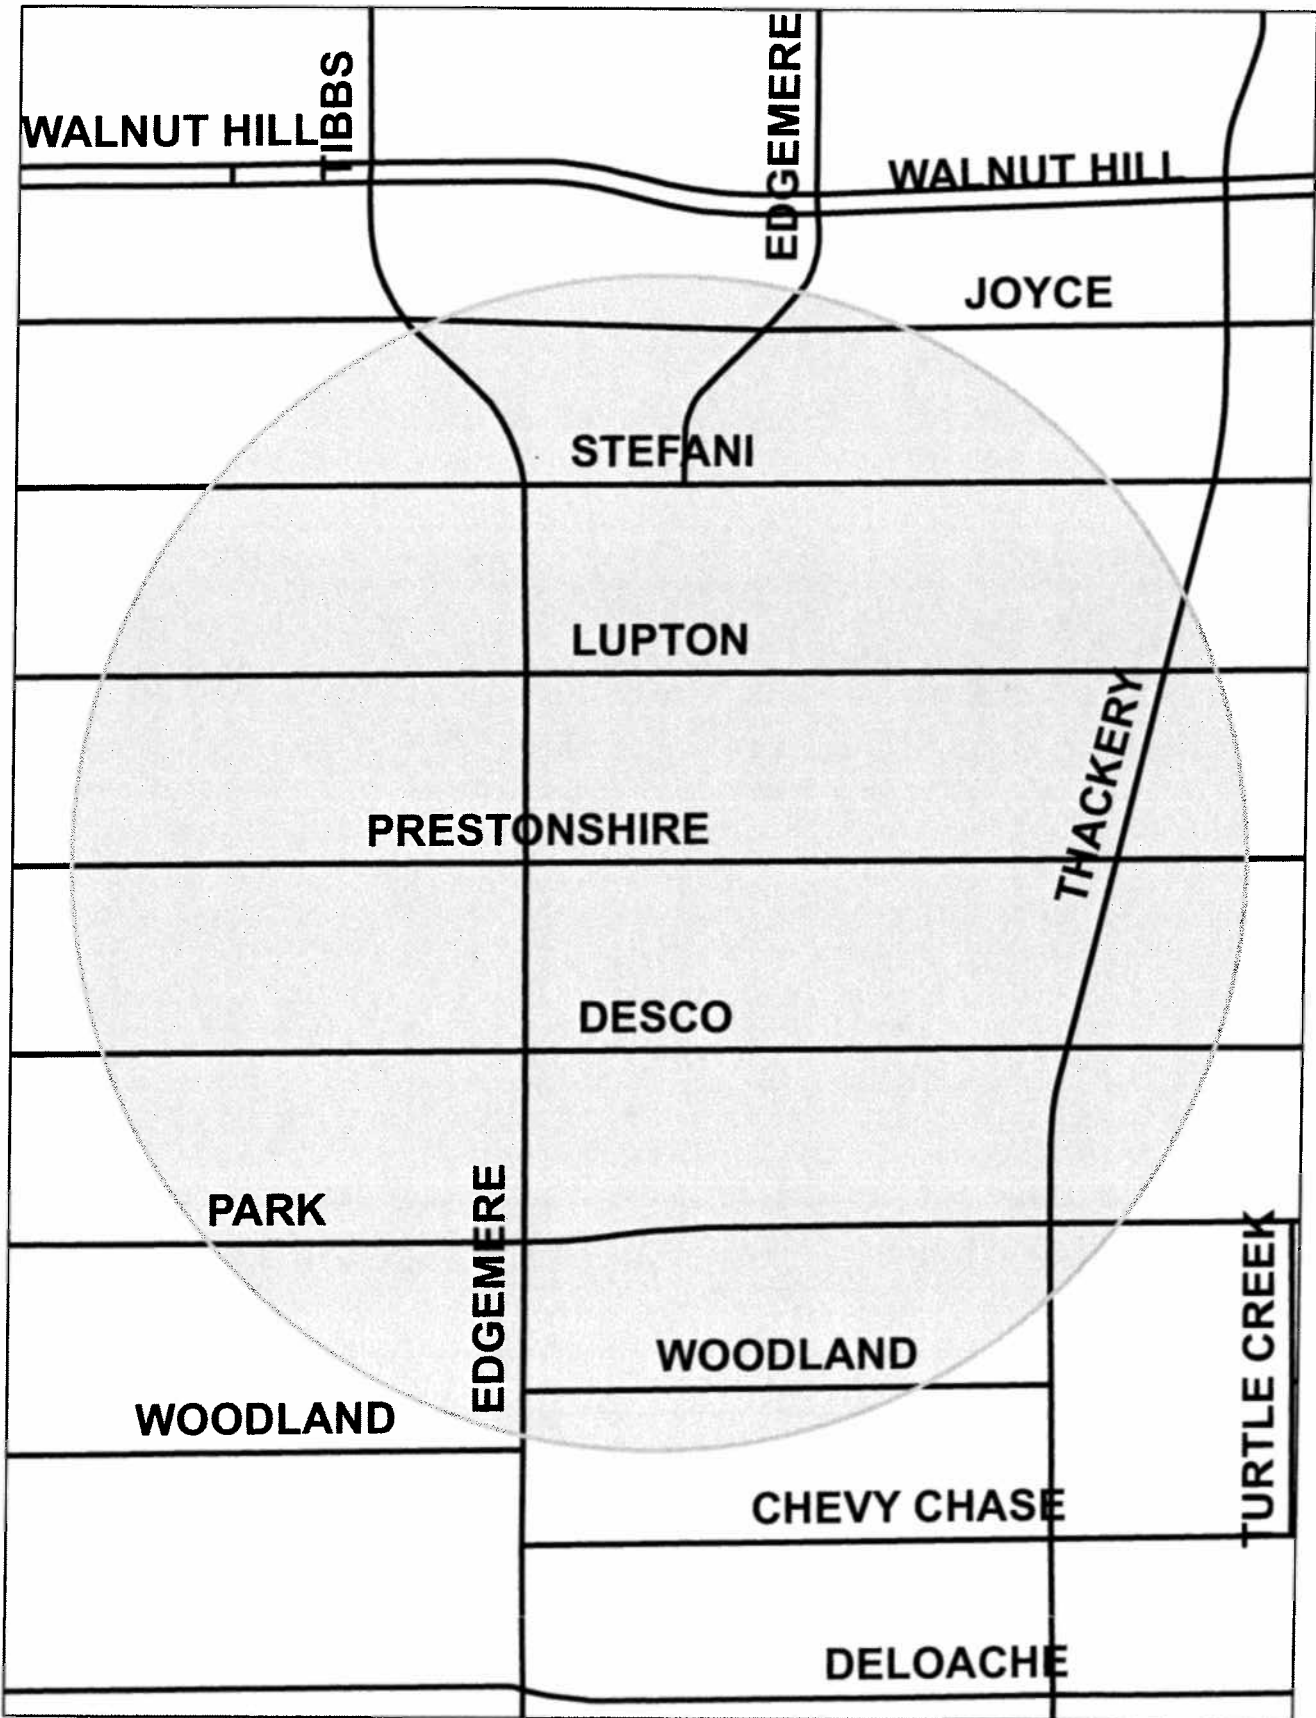 TIBBS
EDGEMERE
WALNUT HILL
WALNUT HILL
JOYCE
STEFANI
LUPTON
THACKERY
PRESTONSHIRE
DESCO
PARK
EDGEMERE
TURTLE CREEK
WOODLAND
WOODLAND
CHEVY CHASE
DELOACHE